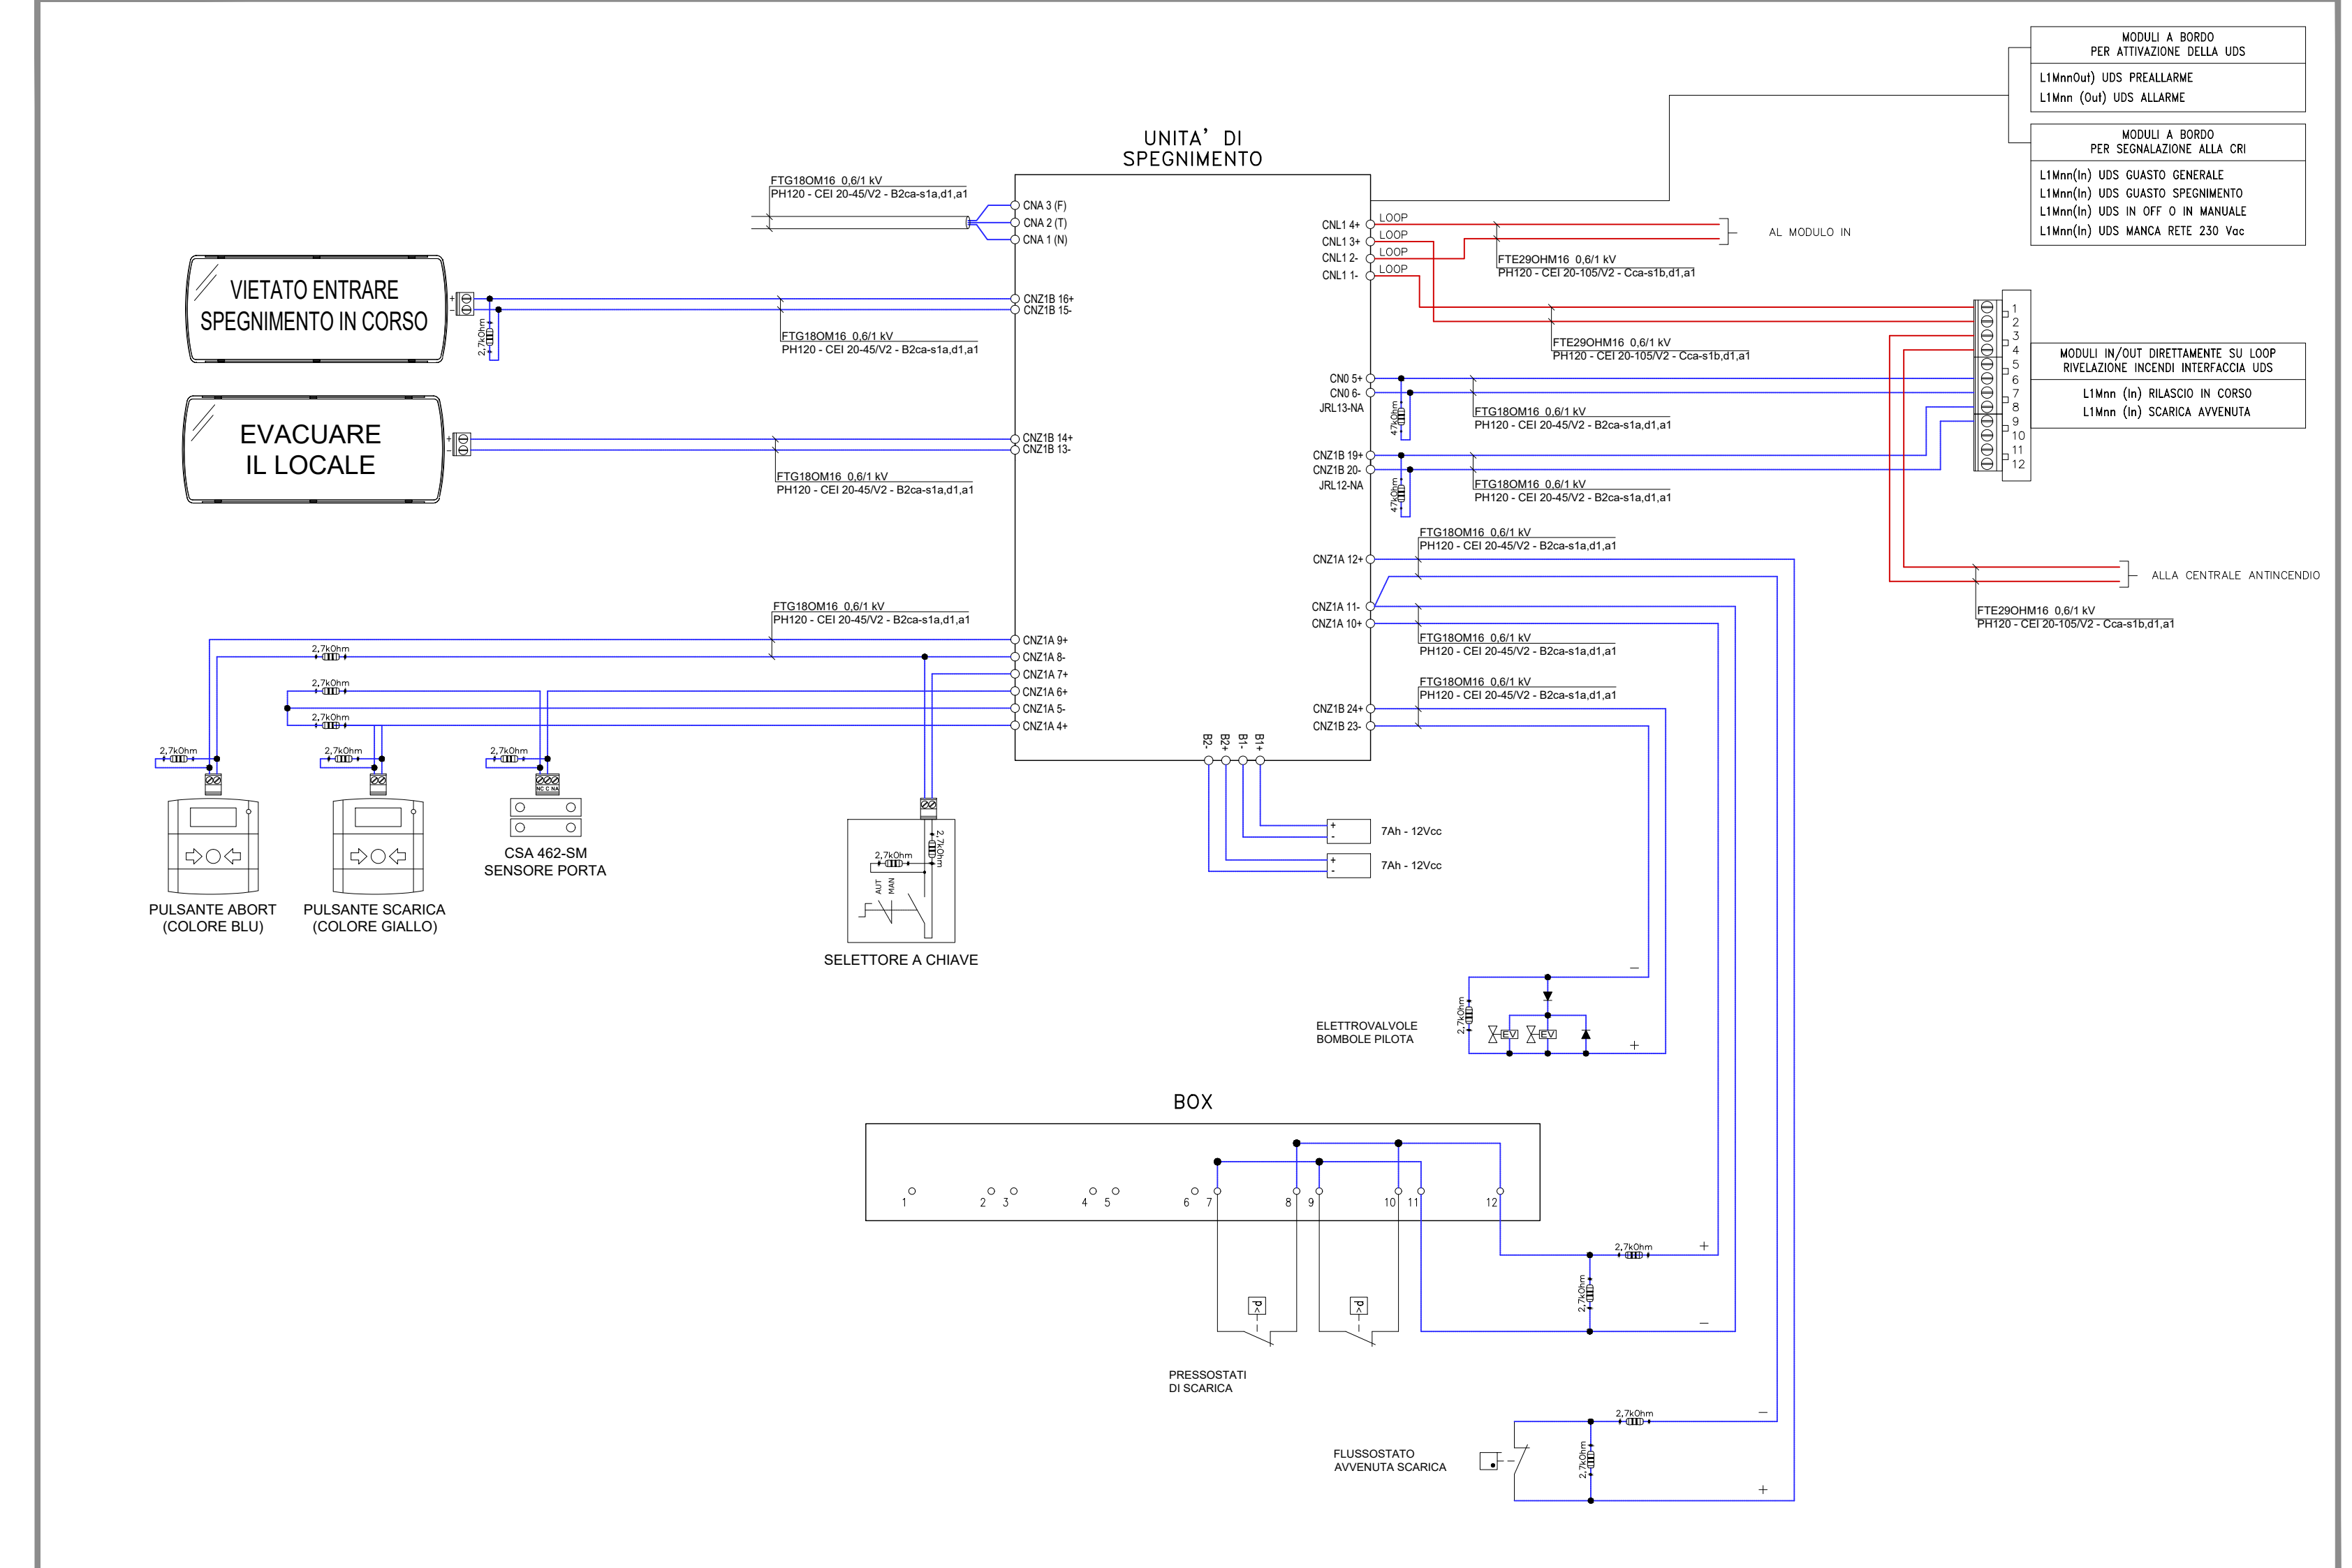 MODULI A BORDO
PER ATTIVAZIONE DELLA UDS
L1MnnOut) UDS PREALLARME
L1Mnn (Out) UDS ALLARME
MODULI A BORDO
PER SEGNALAZIONE ALLA CRI
L1Mnn(In) UDS GUASTO GENERALE
L1Mnn(In) UDS GUASTO SPEGNIMENTO
L1Mnn(In) UDS IN OFF O IN MANUALE
L1Mnn(In) UDS MANCA RETE 230 Vac
UNITA' DI
SPEGNIMENTO
FTG18OM16 0,6/1 kV
PH120 - CEI 20-45/V2 - B2ca-s1a,d1,a1
CNA 3 (F)
CNA 2 (T)
CNA 1 (N)
CNL1 4+
LOOP
CNL1 3+
LOOP
CNL1 2-
LOOP
CNL1 1-
LOOP
AL MODULO IN
FTE29OHM16 0,6/1 kV
PH120 - CEI 20-105/V2 - Cca-s1b,d1,a1
VIETATO ENTRARE
SPEGNIMENTO IN CORSO
+
-
2,7kOhm
CNZ1B 16+
CNZ1B 15-
FTG18OM16 0,6/1 kV
PH120 - CEI 20-45/V2 - B2ca-s1a,d1,a1
FTE29OHM16 0,6/1 kV
PH120 - CEI 20-105/V2 - Cca-s1b,d1,a1
1
2
3
4
5
6
7
8
9
10
11
12
MODULI IN/OUT DIRETTAMENTE SU LOOP
RIVELAZIONE INCENDI INTERFACCIA UDS
L1Mnn (In) RILASCIO IN CORSO
L1Mnn (In) SCARICA AVVENUTA
CN0 5+
CN0 6-
JRL13-NA
47kOhm
FTG18OM16 0,6/1 kV
PH120 - CEI 20-45/V2 - B2ca-s1a,d1,a1
EVACUARE
IL LOCALE
+
-
CNZ1B 14+
CNZ1B 13-
FTG18OM16 0,6/1 kV
PH120 - CEI 20-45/V2 - B2ca-s1a,d1,a1
CNZ1B 19+
CNZ1B 20-
JRL12-NA
47kOhm
FTG18OM16 0,6/1 kV
PH120 - CEI 20-45/V2 - B2ca-s1a,d1,a1
FTG18OM16 0,6/1 kV
PH120 - CEI 20-45/V2 - B2ca-s1a,d1,a1
CNZ1A 12+
ALLA CENTRALE ANTINCENDIO
FTE29OHM16 0,6/1 kV
PH120 - CEI 20-105/V2 - Cca-s1b,d1,a1
CNZ1A 11-
CNZ1A 10+
FTG18OM16 0,6/1 kV
PH120 - CEI 20-45/V2 - B2ca-s1a,d1,a1
FTG18OM16 0,6/1 kV
PH120 - CEI 20-45/V2 - B2ca-s1a,d1,a1
CNZ1A 9+
CNZ1A 8-
CNZ1A 7+
CNZ1A 6+
CNZ1A 5-
CNZ1A 4+
2,7kOhm
2,7kOhm
2,7kOhm
FTG18OM16 0,6/1 kV
PH120 - CEI 20-45/V2 - B2ca-s1a,d1,a1
CNZ1B 24+
CNZ1B 23-
B2-
B2+
B1-
B1+
2,7kOhm
2,7kOhm
2,7kOhm
NC C NA
PULSANTE ABORT
(COLORE BLU)
PULSANTE SCARICA
(COLORE GIALLO)
CSA 462-SM
SENSORE PORTA
2,7kOhm
2,7kOhm
AUT
MAN
SELETTORE A CHIAVE
+
-
7Ah - 12Vcc
+
-
7Ah - 12Vcc
−
2,7kOhm
EV
EV
+
ELETTROVALVOLE
BOMBOLE PILOTA
BOX
1
2
3
4
5
6
7
8
9
10
11
12
2,7kOhm
+
2,7kOhm
−
P<
P<
PRESSOSTATI
DI SCARICA
2,7kOhm
−
2,7kOhm
+
FLUSSOSTATO
AVVENUTA SCARICA